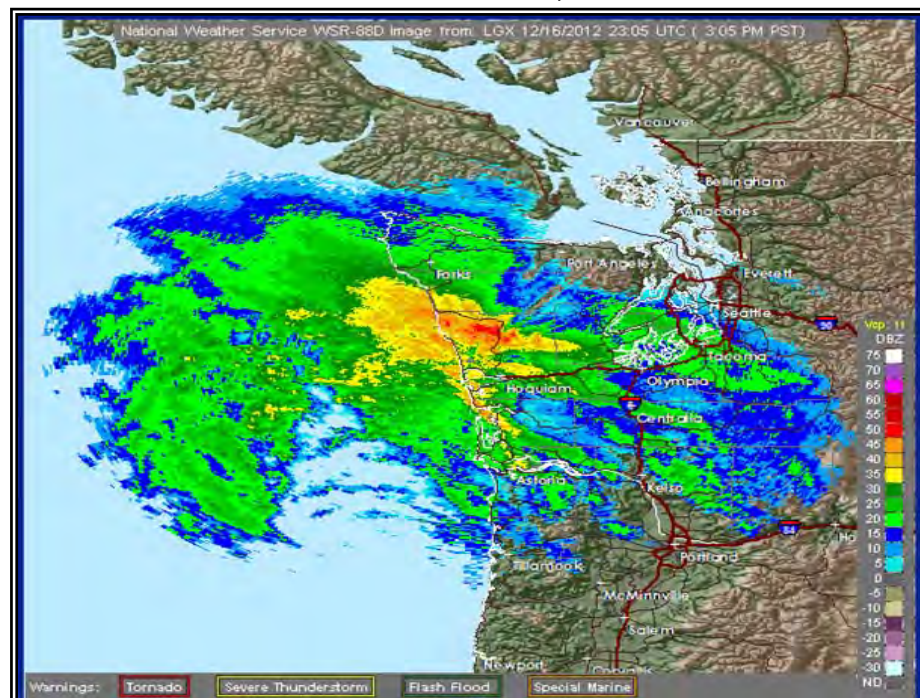 National Weather Service WSR-88D Image from: LGX 12/16/2012 23:05 UTC ( 3:05 PM PST)
Vancouver
Bellingham
Anacortes
Port Angeles
Everett
Forks
Seattle
90
Tacoma
Hoquiam
Olympia
Centralia
Astoria
Kelso
84
Portland
Tillamook
McMinnville
Salem
Newport
Vcp: 11
DBZ
75
70
65
60
55
50
45
40
35
30
25
20
15
10
5
0
-5
-10
-15
-20
-25
-30
ND
Warnings: Tornado Severe Thunderstorm Flash Flood Special Marine